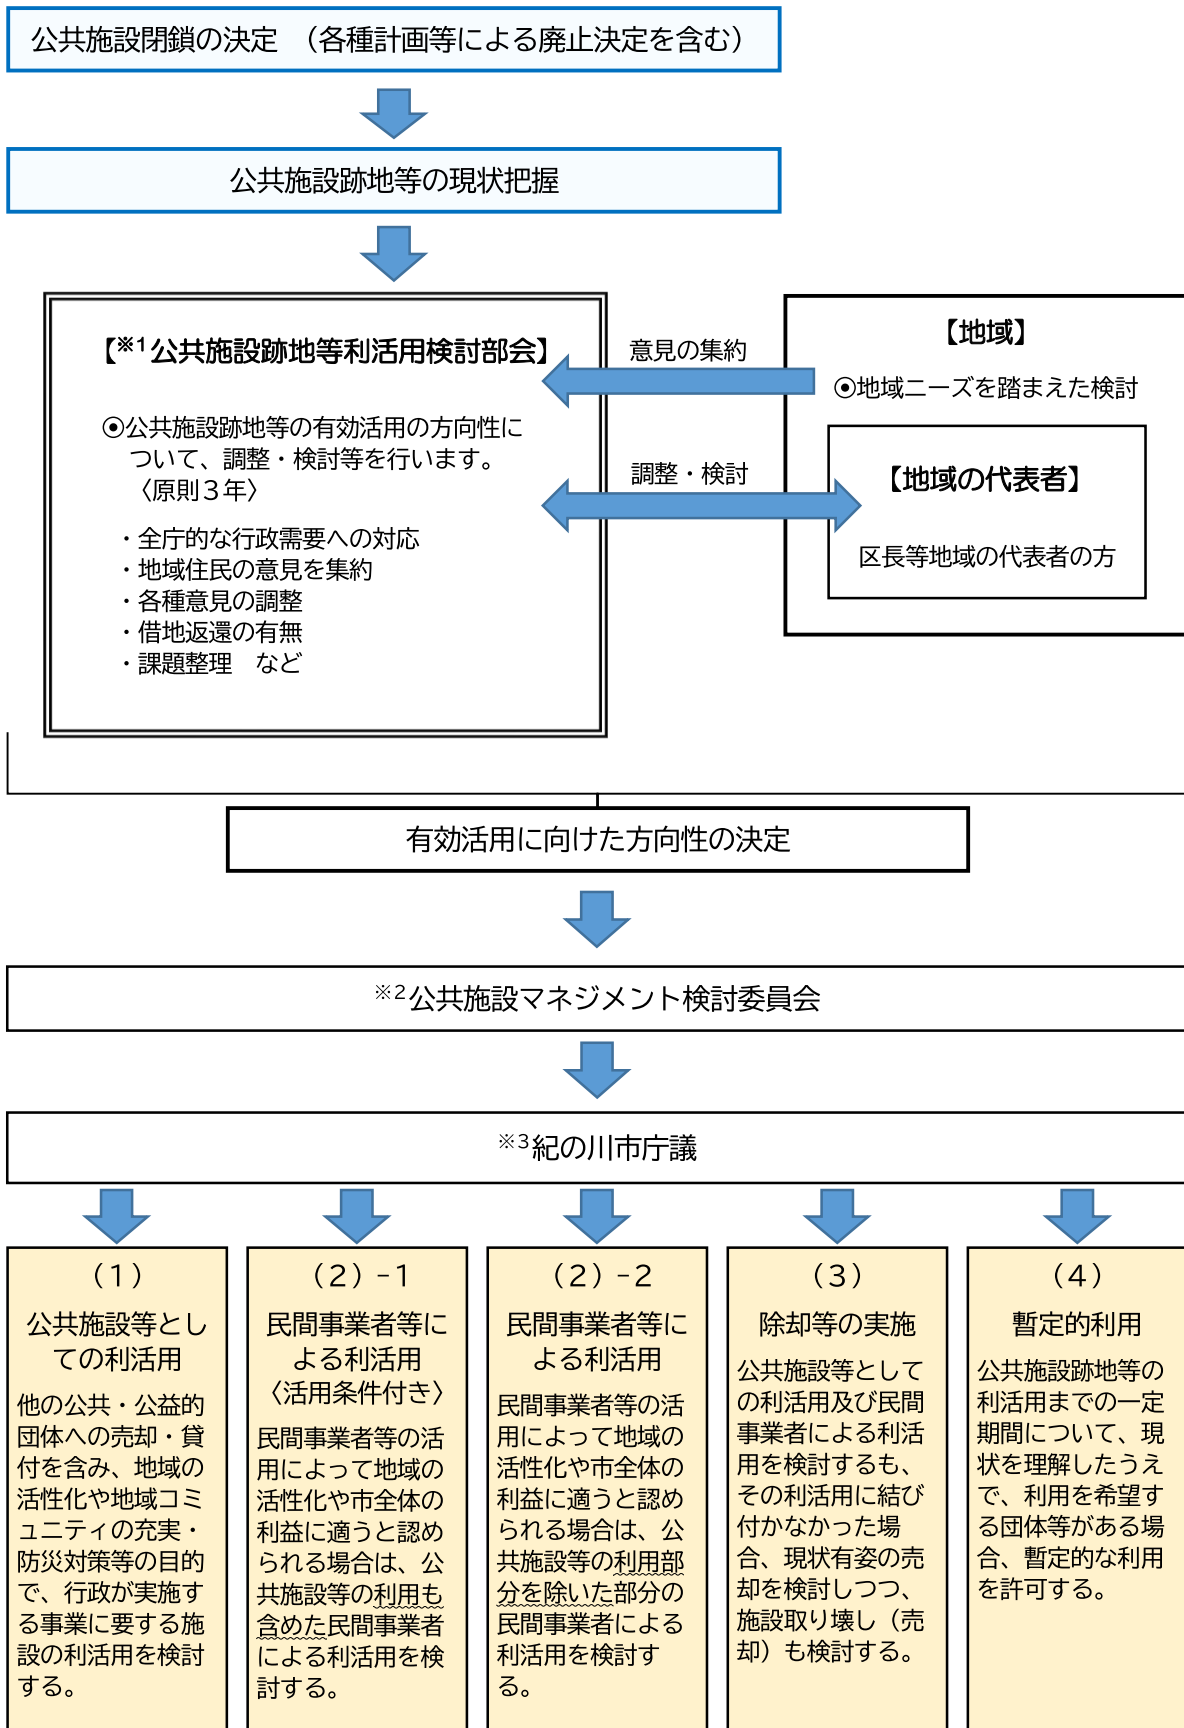 公共施設閉鎖の決定　（各種計画等による廃止決定を含む）
公共施設跡地等の現状把握
【※1公共施設跡地等利活用検討部会】
⦿公共施設跡地等の有効活用の方向性に
ついて、調整・検討等を行います。
〈原則３年〉
・全庁的な行政需要への対応
・地域住民の意見を集約
・各種意見の調整
・借地返還の有無
・課題整理　など
意見の集約
調整・検討
【地域】
⦿地域ニーズを踏まえた検討
【地域の代表者】
区長等地域の代表者の方
有効活用に向けた方向性の決定
※2公共施設マネジメント検討委員会
※3紀の川市庁議
（１）
公共施設等とし
ての利活用
他の公共・公益的
団体への売却・貸
付を含み、地域の
活性化や地域コミ
ュニティの充実・
防災対策等の目的
で、行政が実施す
る事業に要する施
設の利活用を検討
する。
（２）-１
民間事業者等に
よる利活用
〈活用条件付き〉
民間事業者等の活
用によって地域の
活性化や市全体の
利益に適うと認め
られる場合は、公
共施設等の利用も
含めた民間事業者
による利活用を検
討する。
（２）-２
民間事業者等に
よる利活用
民間事業者等の活
用によって地域の
活性化や市全体の
利益に適うと認め
られる場合は、公
共施設等の利用部
分を除いた部分の
民間事業者による
利活用を検討す
る。
（３）
除却等の実施
公共施設等として
の利活用及び民間
事業者による利活
用を検討するも、
その利活用に結び
付かなかった場
合、現状有姿の売
却を検討しつつ、
施設取り壊し（売
却）も検討する。
（４）
暫定的利用
公共施設跡地等の
利活用までの一定
期間について、現
状を理解したうえ
で、利用を希望す
る団体等がある場
合、暫定的な利用
を許可する。